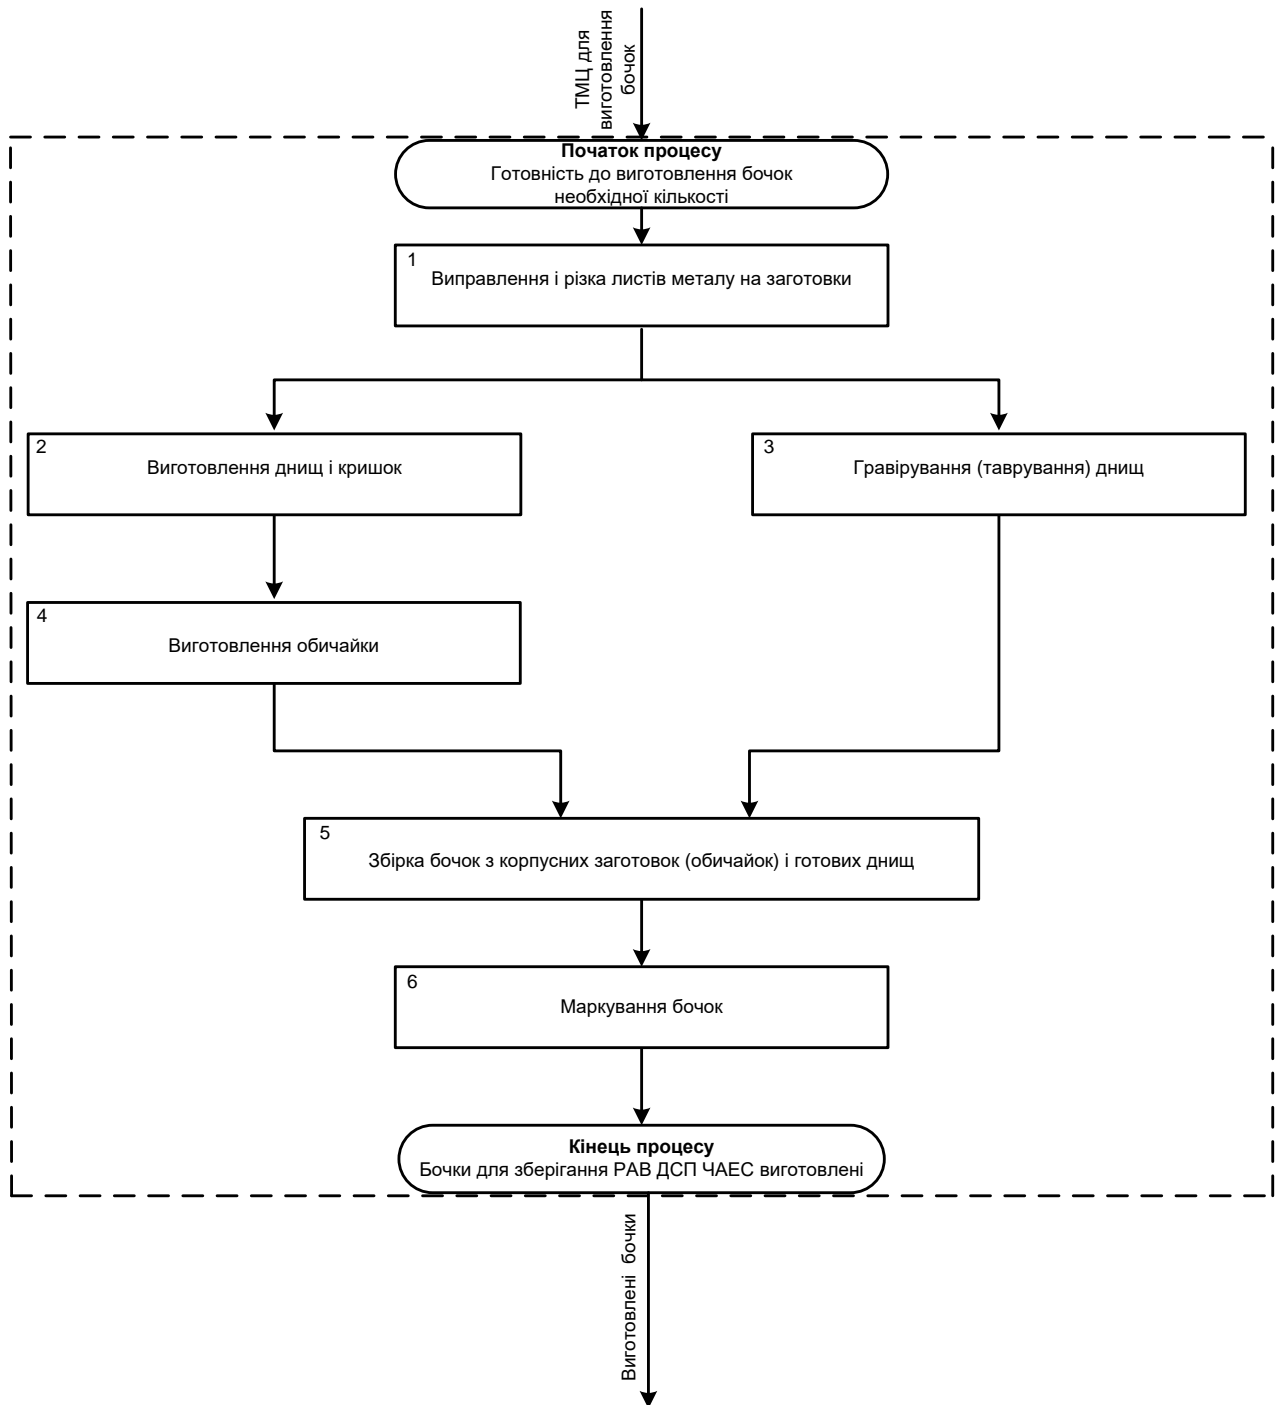 ТМЦ для
виготовлення
бочок
Початок процесу
Готовність до виготовлення бочок
необхідної кількості
1
Виправлення і різка листів металу на заготовки
2
Виготовлення днищ і кришок
3
Гравірування (таврування) днищ
4
Виготовлення обичайки
5
Збірка бочок з корпусних заготовок (обичайок) і готових днищ
6
Маркування бочок
Кінець процесу
Бочки для зберігання РАВ ДСП ЧАЕС виготовлені
Виготовлені бочки